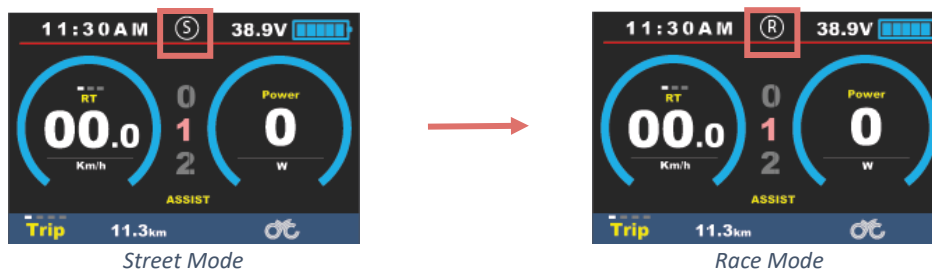 11:30AM S 38.9V
RT
Power
00.0
0
1
2
0
Km/h
W
ASSIST
Trip 11.3km
Street Mode
11:30AM R 38.9V
RT
Power
00.0
0
1
2
0
Km/h
W
ASSIST
Trip 11.3km
Race Mode